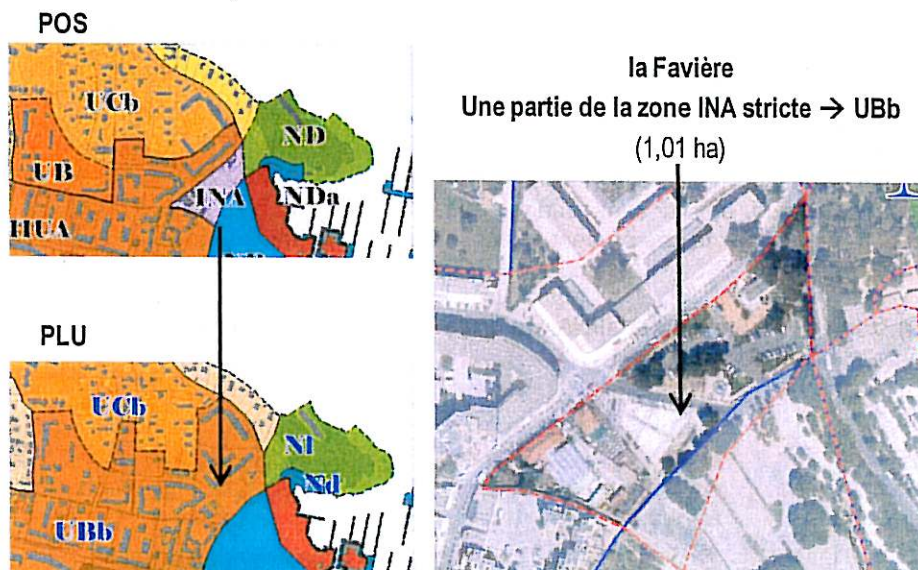 POS
UCb
ND
UB
INA
NDa
IIUA
la Favière
Une partie de la zone INA stricte → UBb
(1,01 ha)
PLU
UCb
Nl
Nd
UBb